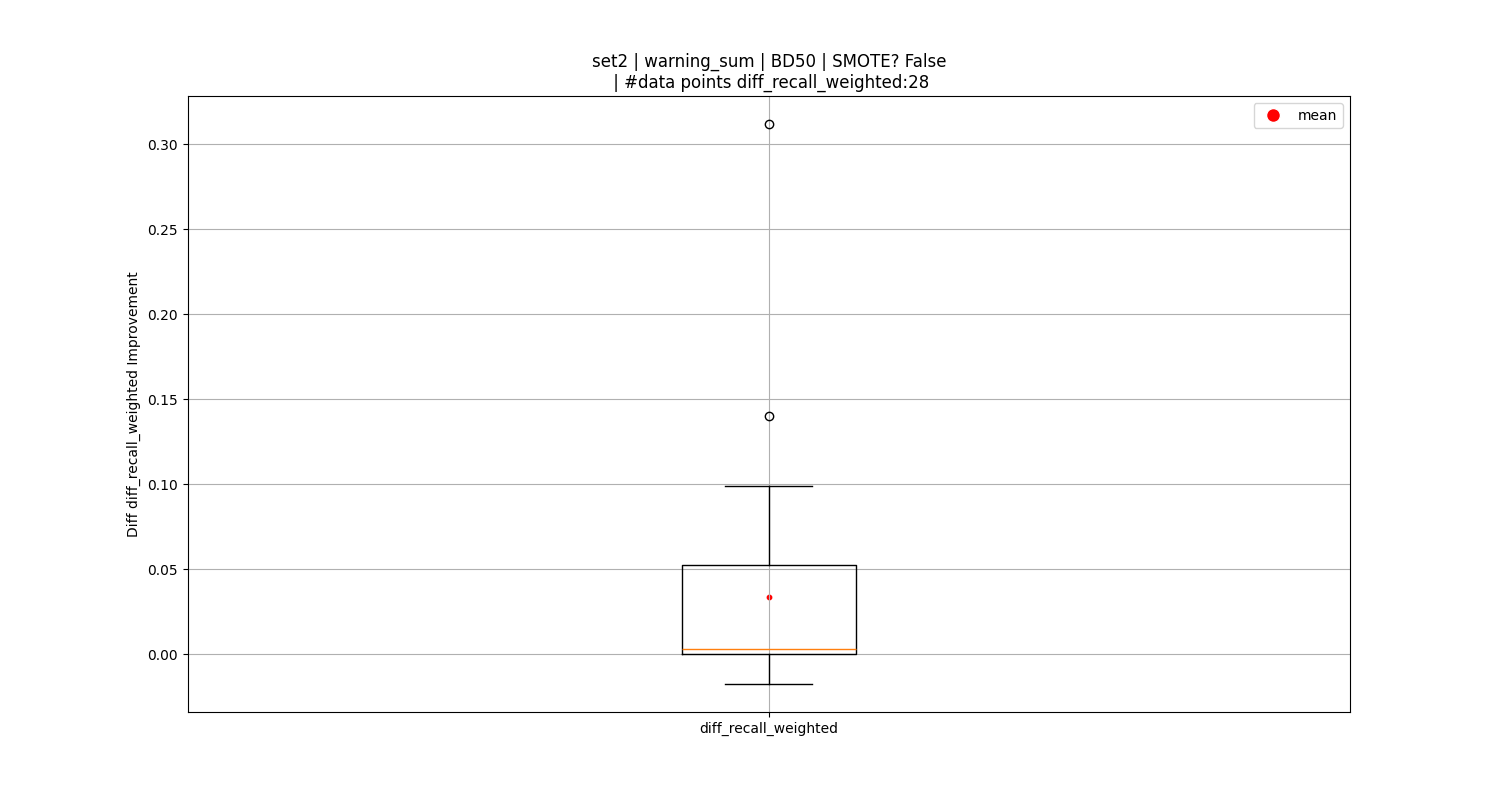 set2 | warning_sum | BD50 | SMOTE? False
| #data points diff_recall_weighted:28
mean
0.30
0.25
0.20
0.15
0.10
0.05
0.00
Diff diff_recall_weighted Improvement
diff_recall_weighted